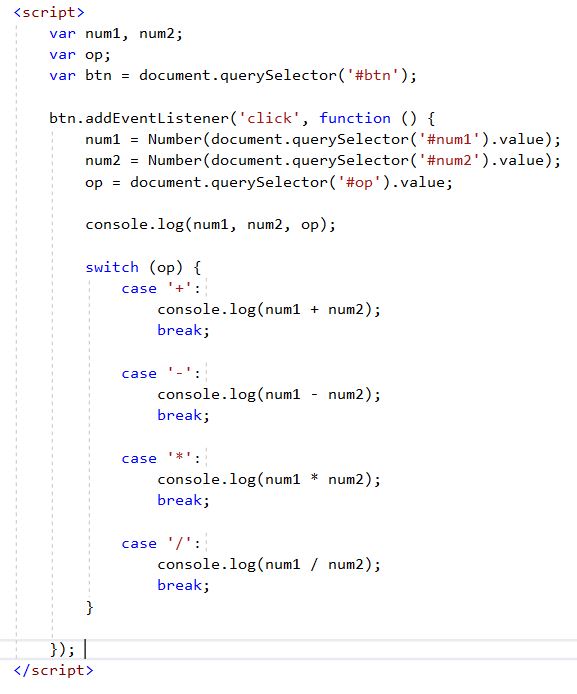 <script>
    var num1, num2;
    var op;
    var btn = document.querySelector('#btn');

    btn.addEventListener('click', function () {
        num1 = Number(document.querySelector('#num1').value);
        num2 = Number(document.querySelector('#num2').value);
        op = document.querySelector('#op').value;

        console.log(num1, num2, op);

        switch (op) {
            case '+':
                console.log(num1 + num2);
                break;

            case '-':
                console.log(num1 - num2);
                break;

            case '*':
                console.log(num1 * num2);
                break;

            case '/':
                console.log(num1 / num2);
                break;
        }

    });
</script>